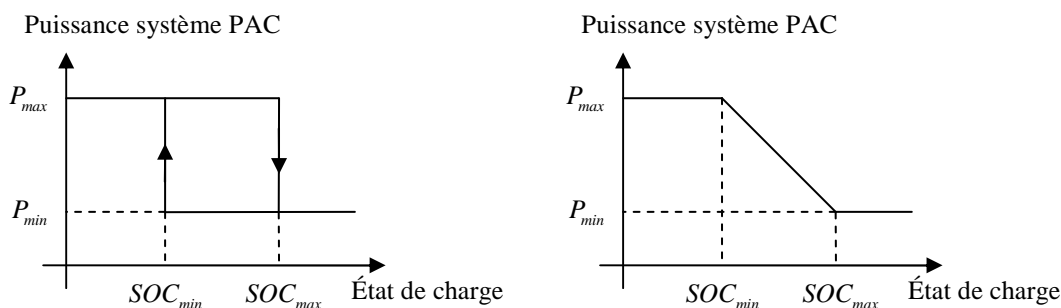 Puissance système PAC
P_max
P_min
SOC_min
SOC_max
État de charge
Puissance système PAC
P_max
P_min
SOC_min
SOC_max
État de charge